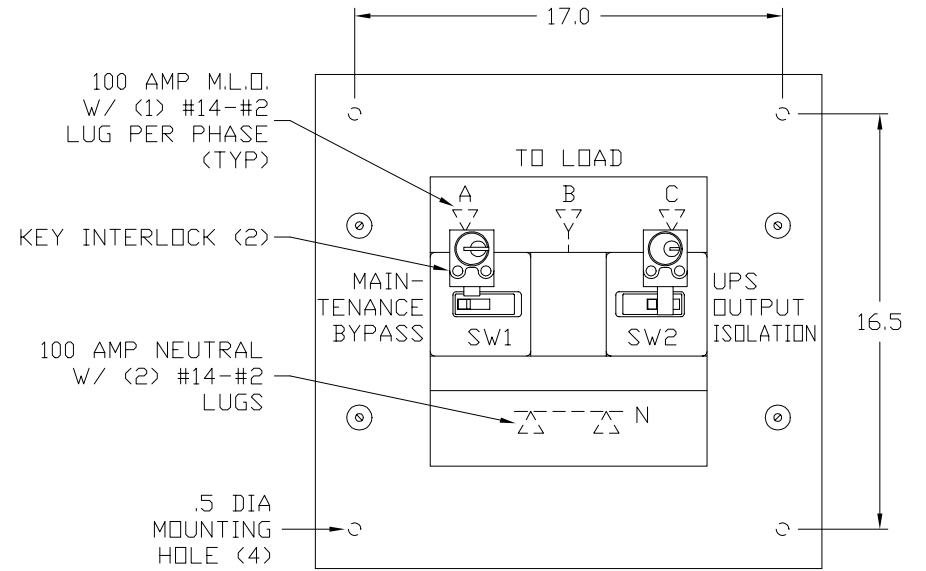 17.0
100 AMP M.L.O.
W/ (1) #14-#2
LUG PER PHASE
(TYP)
TO LOAD
A B C
Y
KEY INTERLOCK (2)
MAIN-
TENANCE
BYPASS
SW1
SW2
UPS
OUTPUT
ISOLATION
16.5
100 AMP NEUTRAL
W/ (2) #14-#2
LUGS
N
.5 DIA
MOUNTING
HOLE (4)